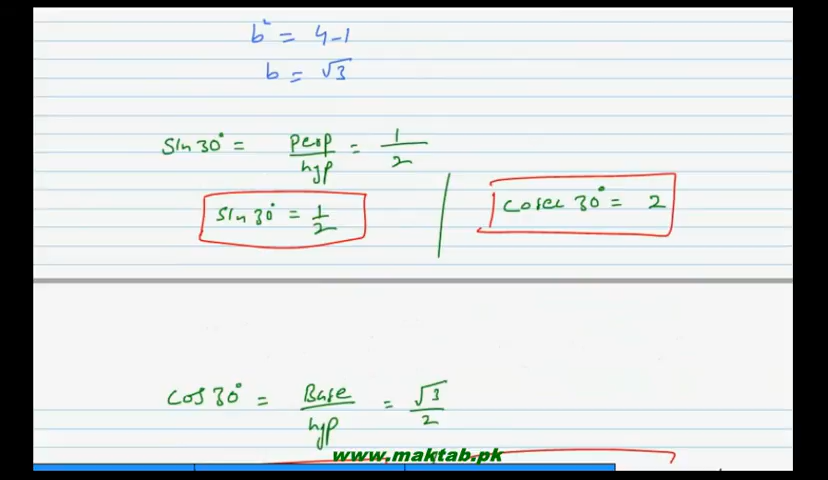 b² = 4-1
b = √3
Sin 30° = perp/hyp = 1/2
Sin 30° = 1/2
Cosec 30° = 2
Cos 30° = Base/hyp = √3/2
www.maktab.pk